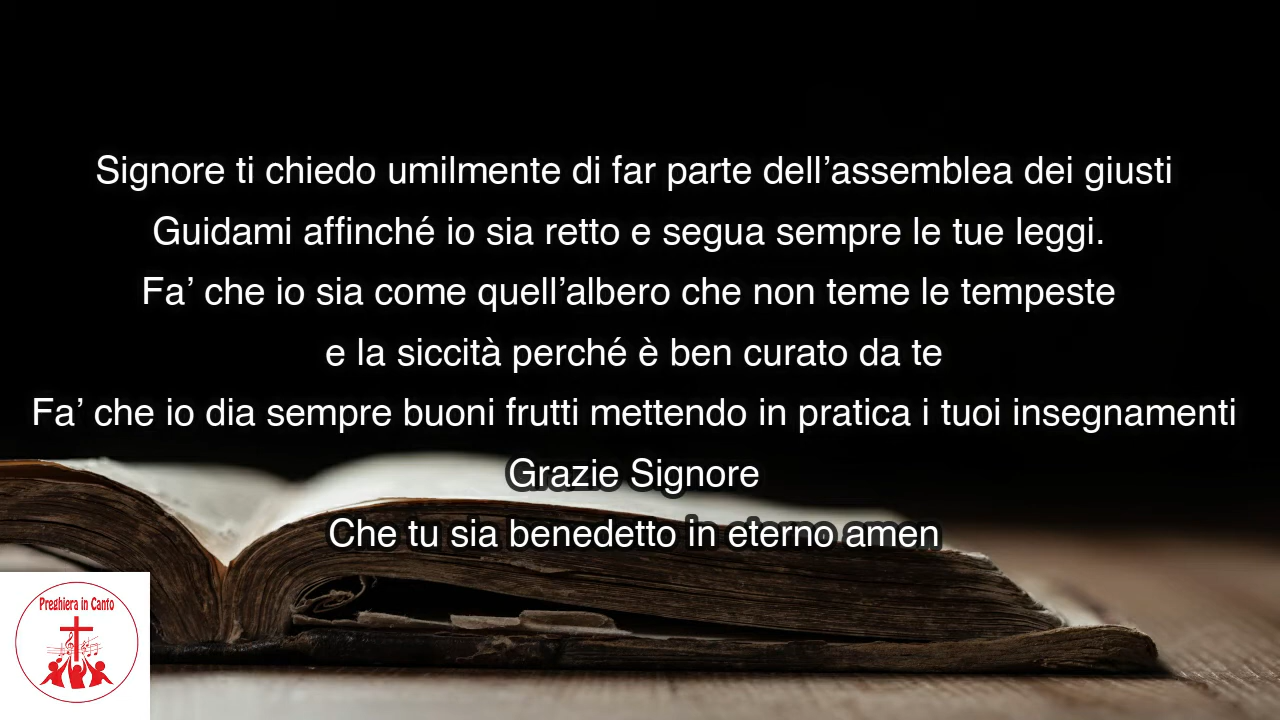 Signore ti chiedo umilmente di far parte dell’assemblea dei giusti
Guidami affinché io sia retto e segua sempre le tue leggi.
Fa’ che io sia come quell’albero che non teme le tempeste
e la siccità perché è ben curato da te
Fa’ che io dia sempre buoni frutti mettendo in pratica i tuoi insegnamenti
Grazie Signore
Che tu sia benedetto in eterno amen
Preghiera in Canto